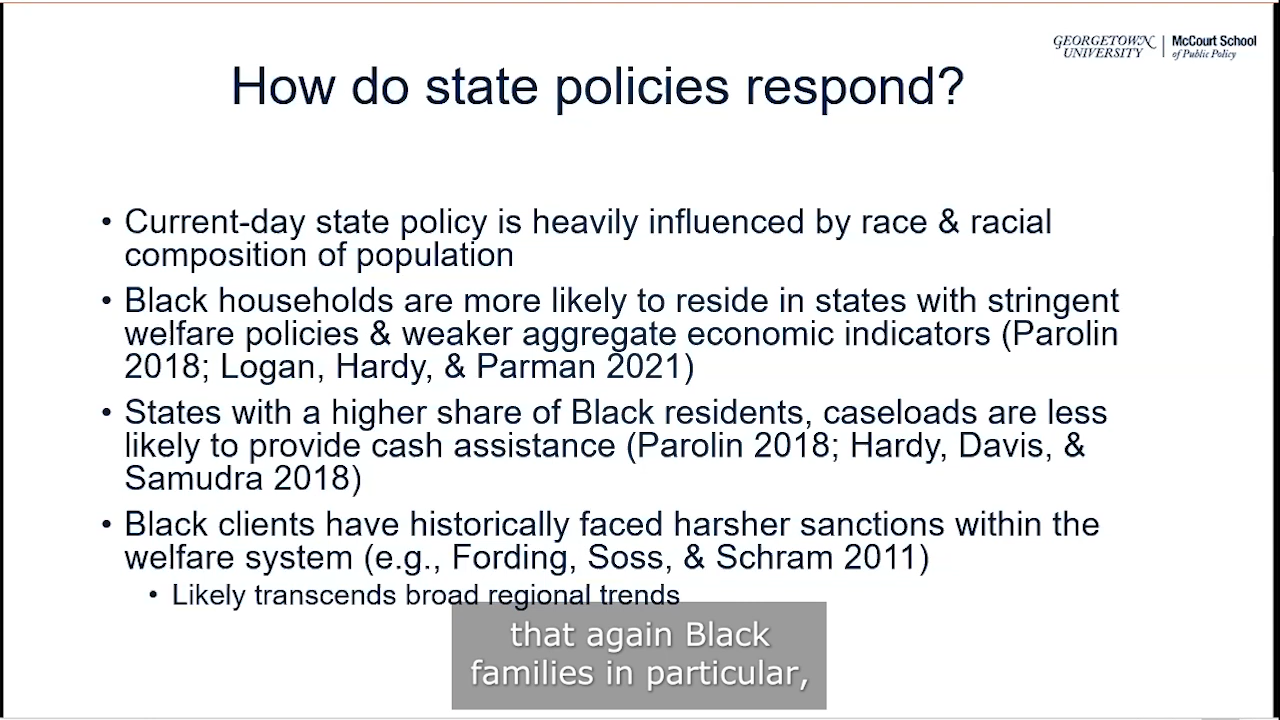 GEORGETOWN UNIVERSITY | McCourt School of Public Policy
How do state policies respond?
• Current-day state policy is heavily influenced by race & racial
composition of population
• Black households are more likely to reside in states with stringent
welfare policies & weaker aggregate economic indicators (Parolin
2018; Logan, Hardy, & Parman 2021)
• States with a higher share of Black residents, caseloads are less
likely to provide cash assistance (Parolin 2018; Hardy, Davis, &
Samudra 2018)
• Black clients have historically faced harsher sanctions within the
welfare system (e.g., Fording, Soss, & Schram 2011)
• Likely transcends broad regional trends
that again Black
families in particular,